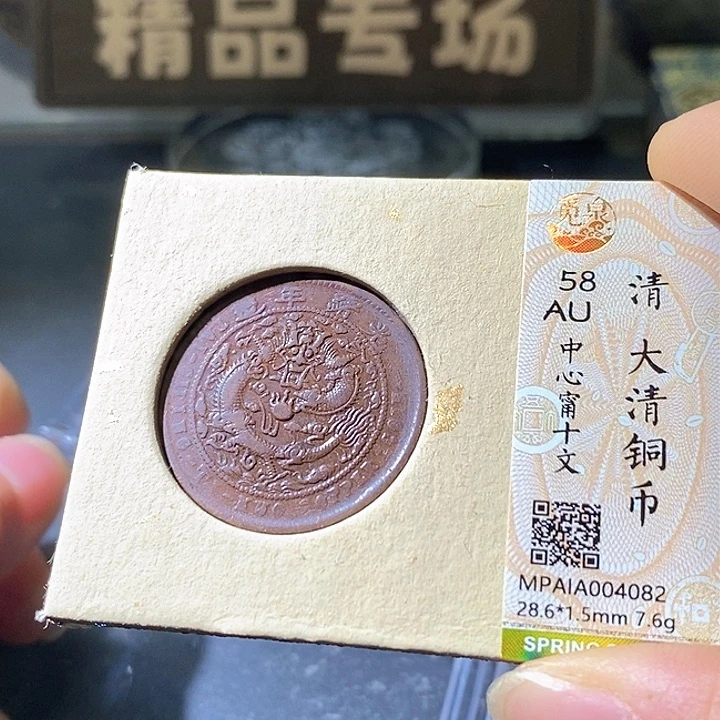 精品专场
觅泉
58
AU
清 大清铜币
中心甯十文
MPAIA004082
28.6*1.5mm 7.6g
SPRING